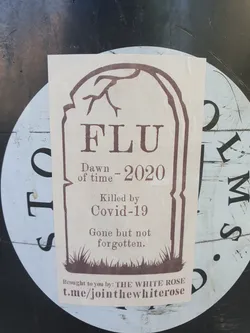 FLU
Dawn
of time - 2020
Killed by
Covid-19
Gone but not
forgotten.
Brought to you by: THE WHITE ROSE
t.me/jointhewhiterose